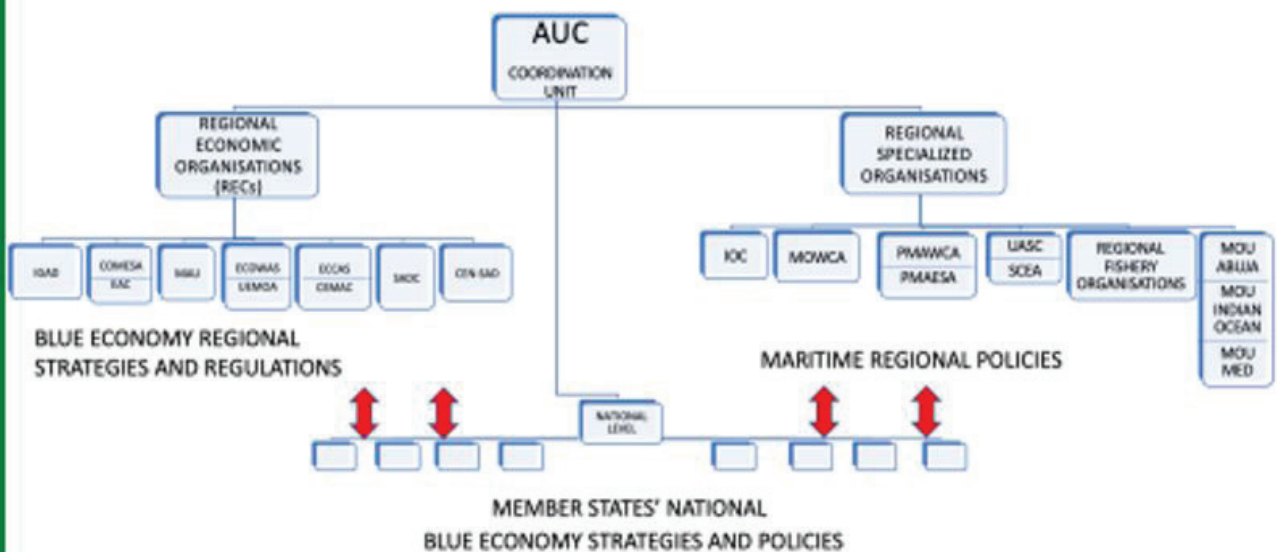 AUC
COORDINATION
UNIT
REGIONAL
ECONOMIC
ORGANISATIONS
(RECs)
REGIONAL
SPECIALIZED
ORGANISATIONS
IGAD
COMESA
EAC
MAU
ECOWAS
UEMOA
ECCAS
CEMAC
SADC
CEN-SAD
IOC
MOWCA
PMAWCA
PMAESA
UASC
SCEA
REGIONAL
FISHERY
ORGANISATIONS
MOU
ABUJA
MOU
INDIAN
OCEAN
MOU
MED
BLUE ECONOMY REGIONAL
STRATEGIES AND REGULATIONS
MARITIME REGIONAL POLICIES
NATIONAL
LEVEL
MEMBER STATES' NATIONAL
BLUE ECONOMY STRATEGIES AND POLICIES